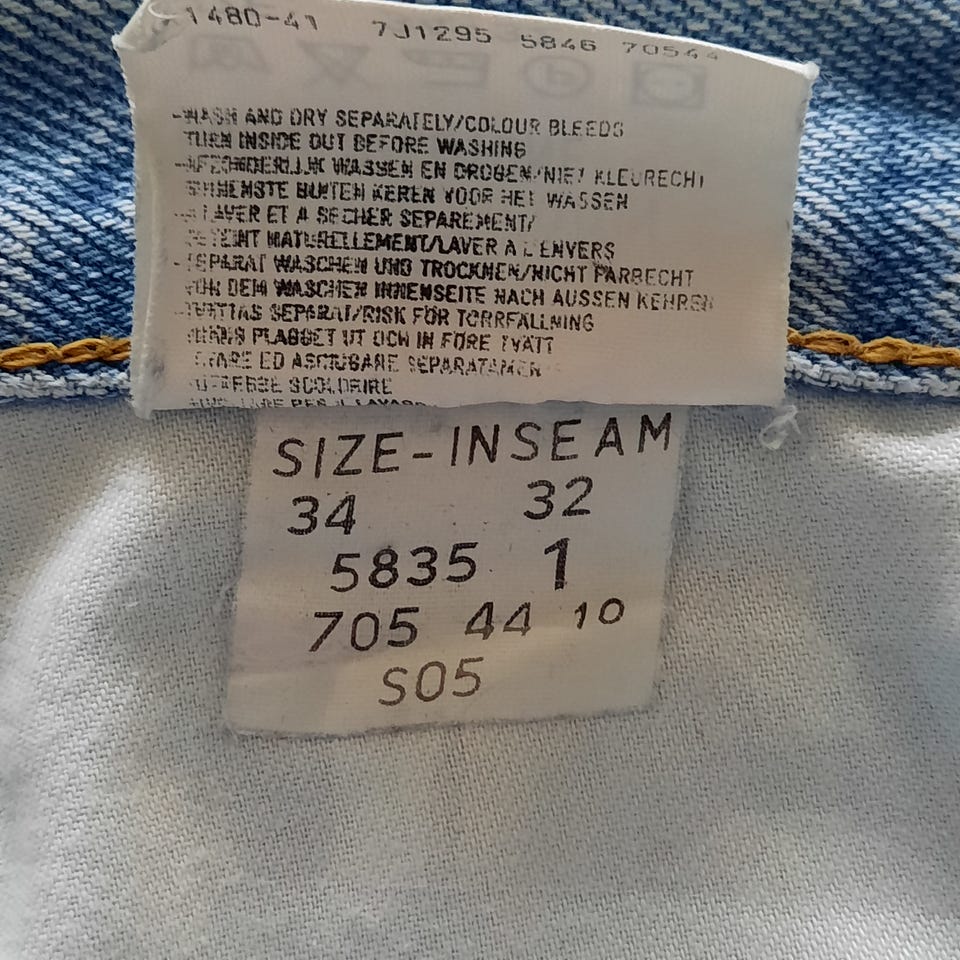 1480-41 7J1295 5846 70544
-WASH AND DRY SEPARATELY/COLOUR BLEEDS
TURN INSIDE OUT BEFORE WASHING
-AFZONDERLIJK WASSEN EN DROGEN/NIET KLEURECHT
BINNENSTE BUITEN KEREN VOOR HET WASSEN
-A LAVER ET A SECHER SEPAREMENT/
DETEINT NATURELLEMENT/LAVER A L'ENVERS
-SEPARAT WASCHEN UND TROCKNEN/NICHT FARBECHT
VOR DEM WASCHEN INNENSEITE NACH AUSSEN KEHREN
-TVÄTTAS SEPARAT/RISK FÖR TORRFÄLLNING
PLAGGET UT OCH IN FÖRE TVÄTT
ED ASCIUGARE SEPARATAMEN
SCOLORIRE
SIZE-INSEAM
34 32
5835 1
705 44 10
S05